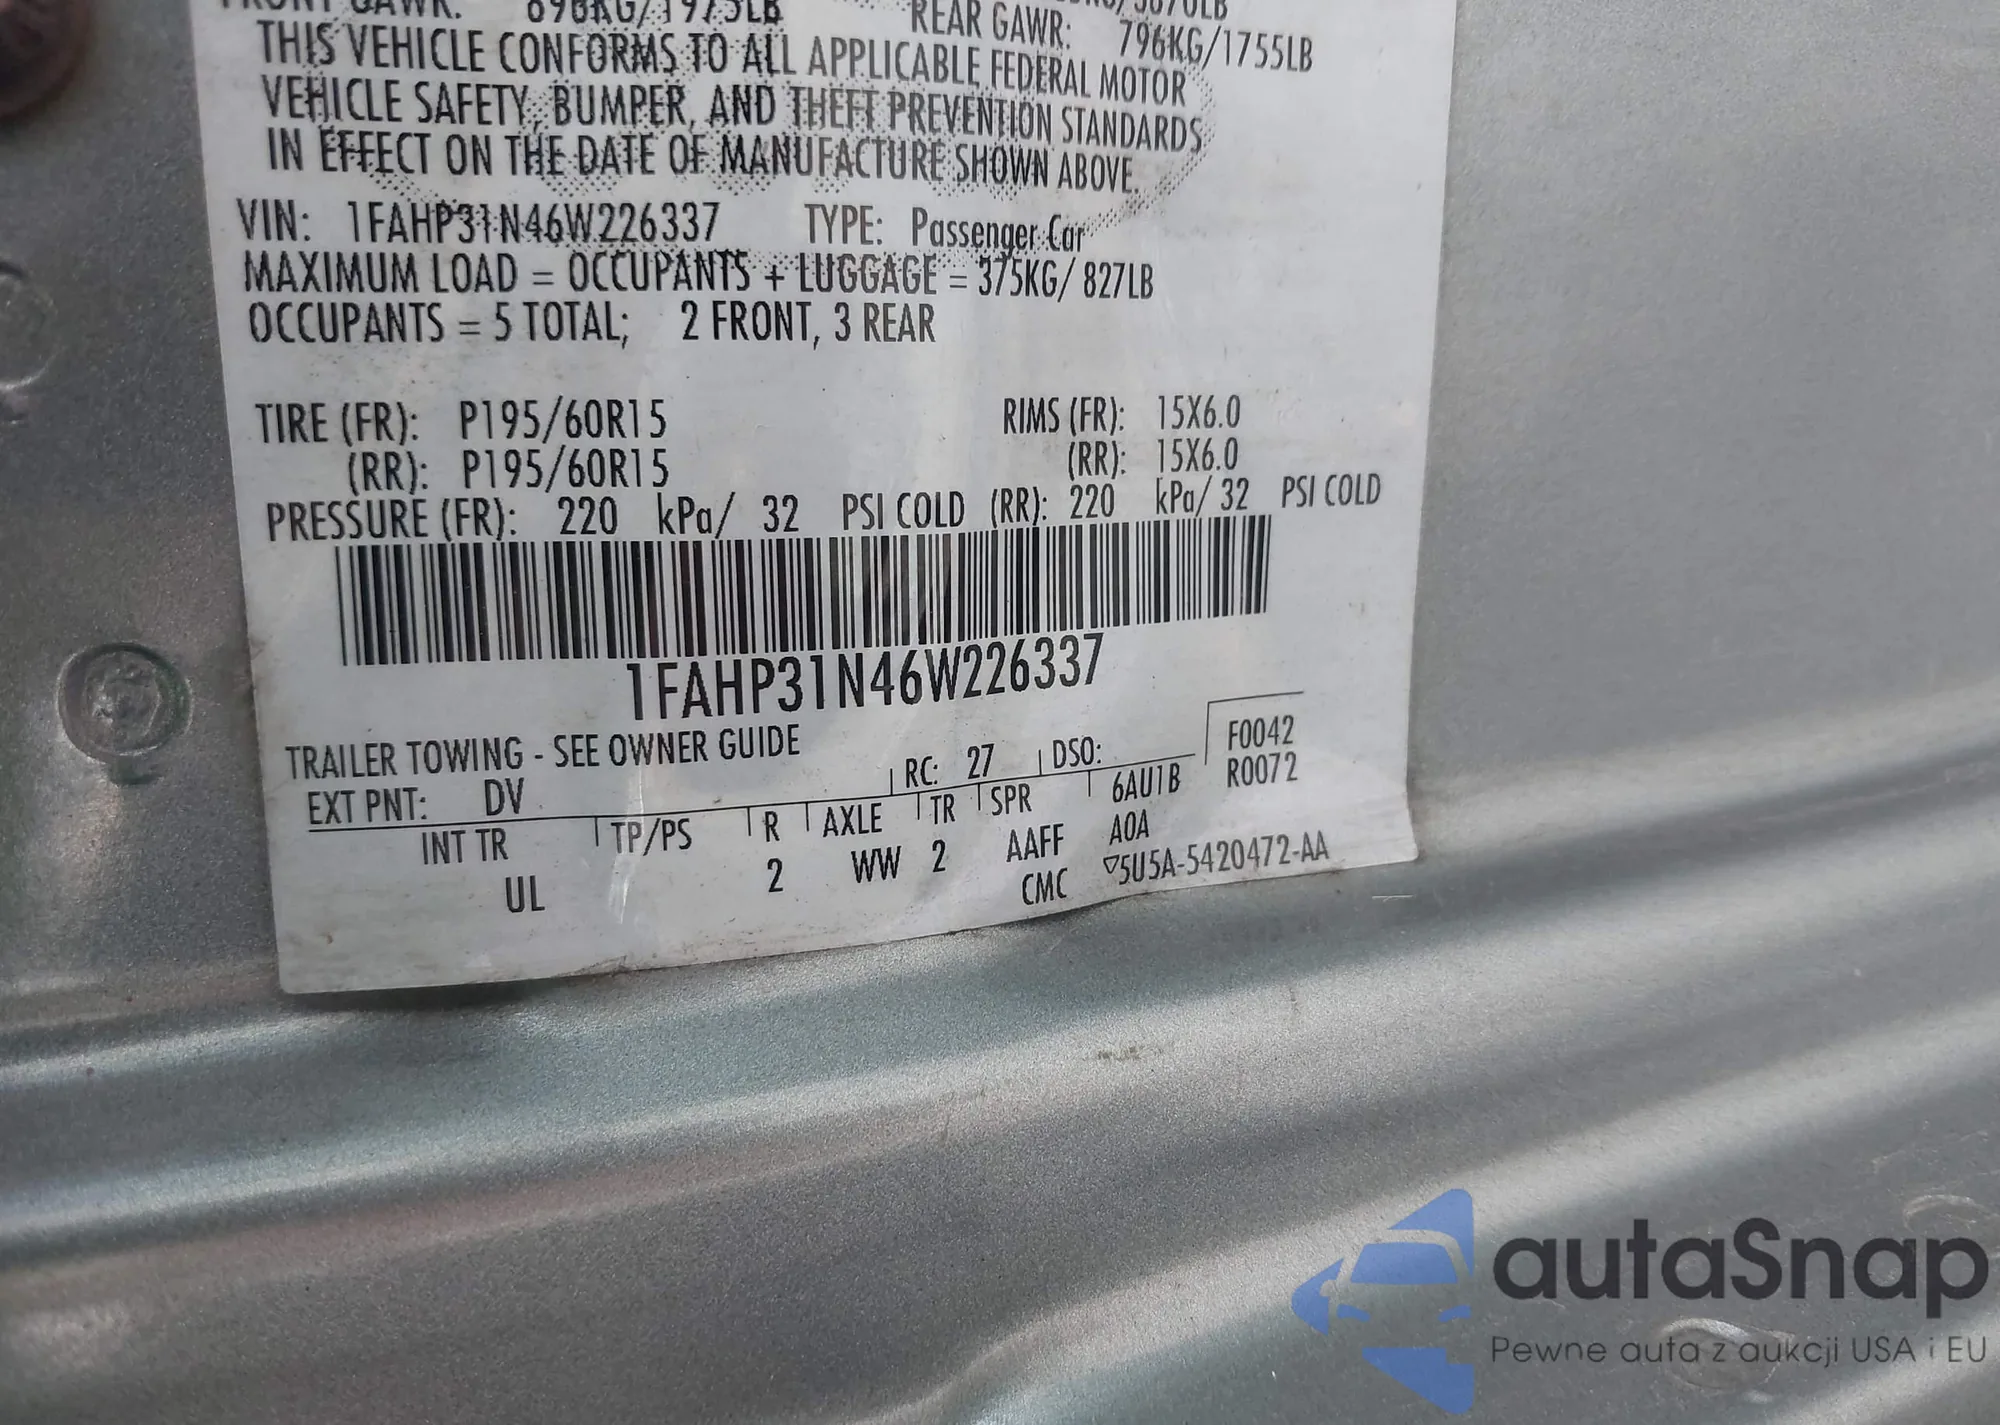 FRONT GAWR: 896KG/1975LB REAR GAWR: 796KG/1755LB
THIS VEHICLE CONFORMS TO ALL APPLICABLE FEDERAL MOTOR
VEHICLE SAFETY, BUMPER, AND THEFT PREVENTION STANDARDS
IN EFFECT ON THE DATE OF MANUFACTURE SHOWN ABOVE.
VIN: 1FAHP31N46W226337 TYPE: Passenger Car
MAXIMUM LOAD = OCCUPANTS + LUGGAGE = 375KG/ 827LB
OCCUPANTS = 5 TOTAL; 2 FRONT, 3 REAR
TIRE (FR): P195/60R15 RIMS (FR): 15X6.0
(RR): P195/60R15 (RR): 15X6.0
PRESSURE (FR): 220 kPa/ 32 PSI COLD (RR): 220 kPa/ 32 PSI COLD
1FAHP31N46W226337
TRAILER TOWING - SEE OWNER GUIDE
EXT PNT: DV RC: 27 DSO: F0042
R0072
INT TR TP/PS R AXLE TR SPR 6AU1B
UL 2 WW 2 AAFF A0A
CMC ▽5U5A-5420472-AA
autaSnap
Pewne auta z aukcji USA i EU